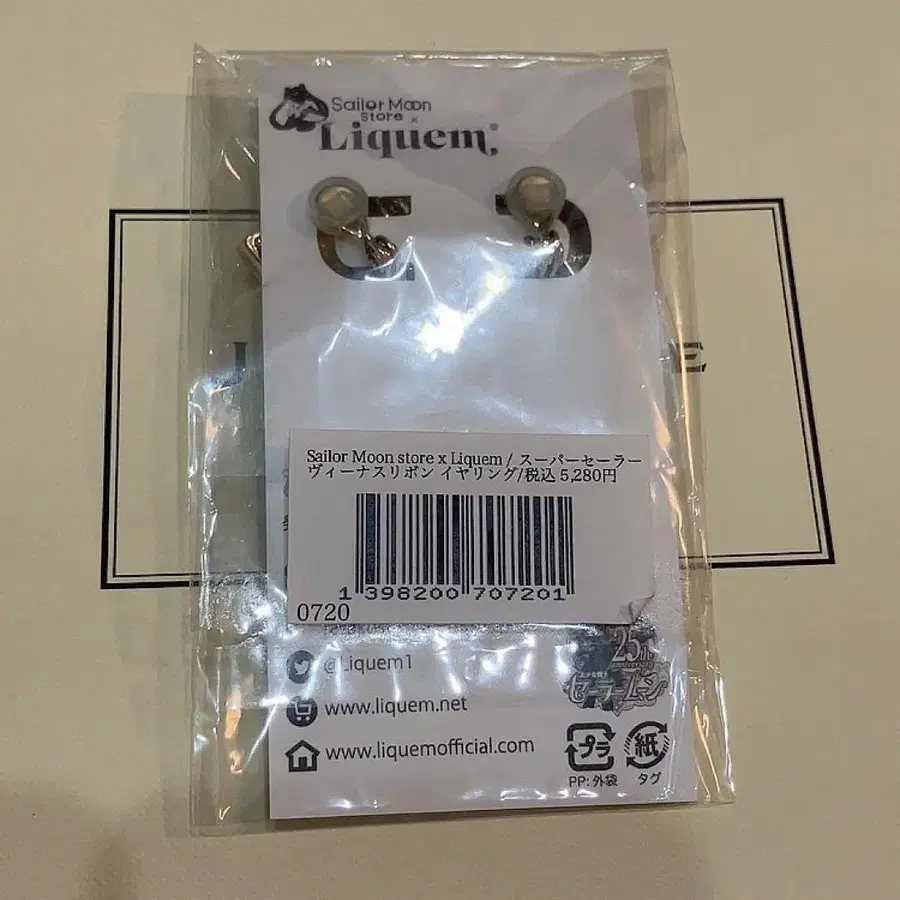 Sailor Moon
Store ×
Liquem;
J
E
Sailor Moon store x Liquem / スーパーセーラー
ヴィーナスリボン イヤリング/税込 5,280円
1 398200 707201
0720
25th
anniversary
セーラームーン
@Liquem1
www.liquem.net
www.liquemofficial.com
プラ
紙
PP: 外袋
タグ